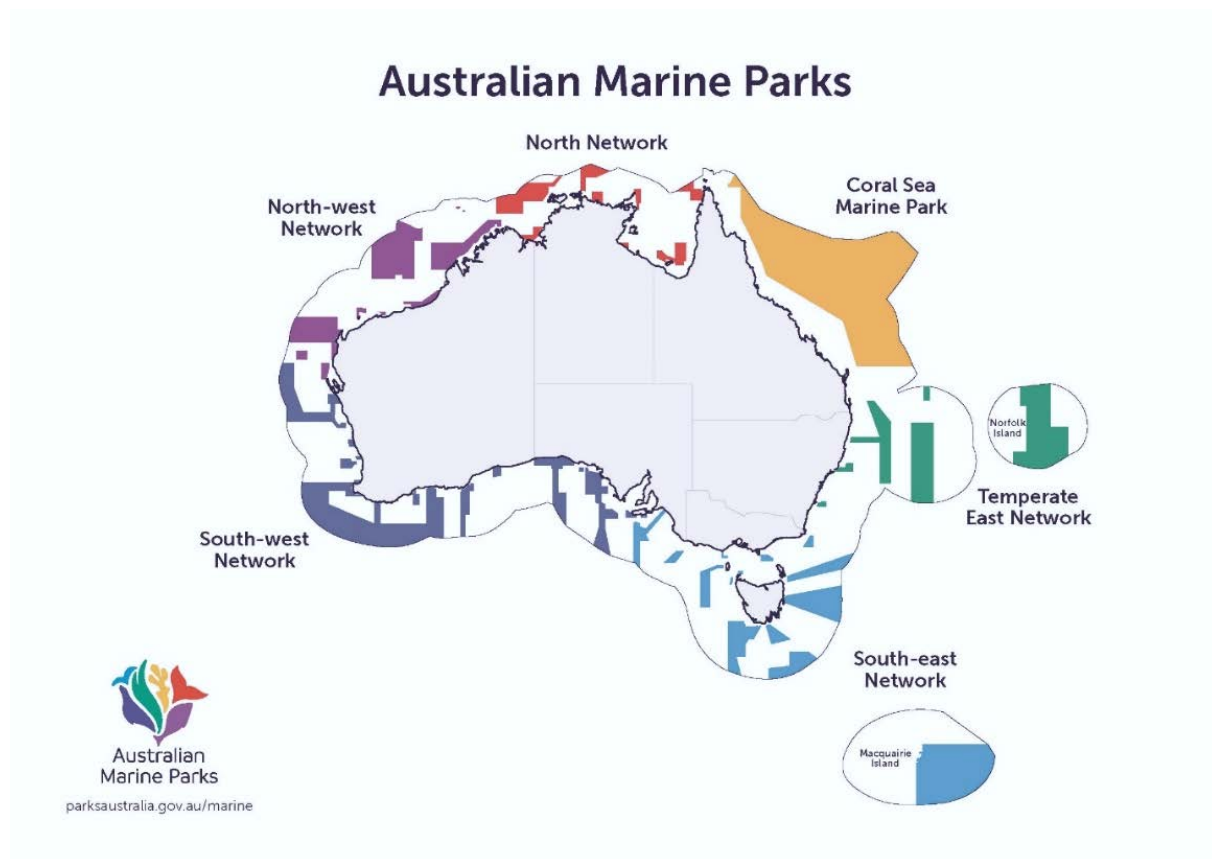 Australian Marine Parks
North Network
North-west
Network
Coral Sea
Marine Park
Norfolk
Island
Temperate
East Network
South-west
Network
South-east
Network
Macquairie
Island
Australian
Marine Parks
parksaustralia.gov.au/marine